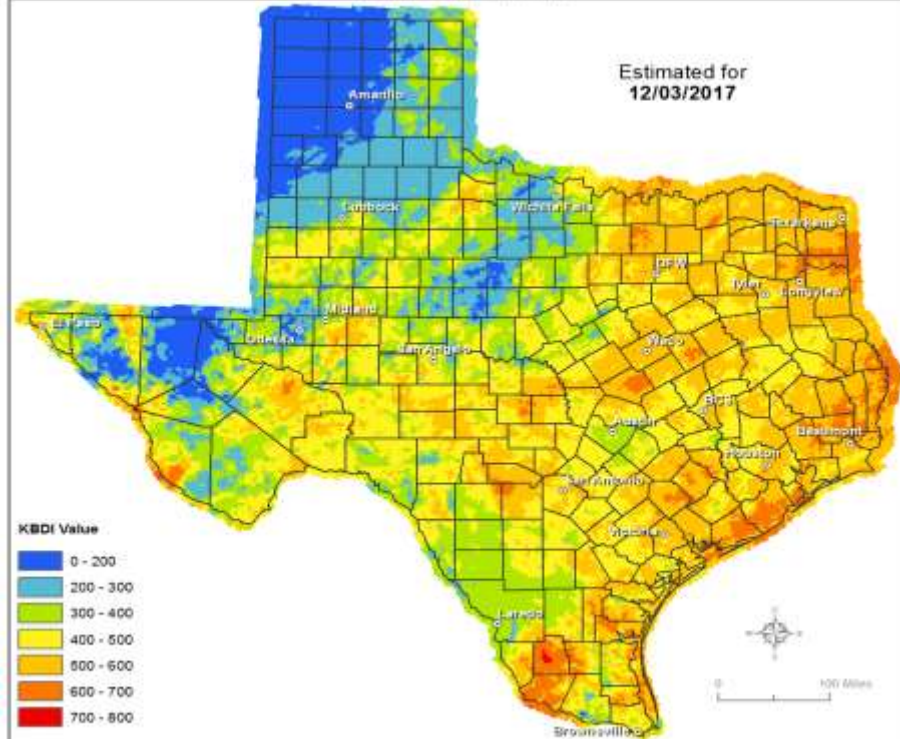 Estimated for
12/03/2017
Amarillo
Lubbock
Wichita Falls
Texarkana
DFW
Tyler
Longview
El Paso
Midland
Odessa
San Angelo
Waco
BCS
Austin
Beaumont
Houston
San Antonio
Victoria
KBDI Value
0 - 200
200 - 300
300 - 400
400 - 500
500 - 600
600 - 700
700 - 800
Laredo
0 100 Miles
Brownsville